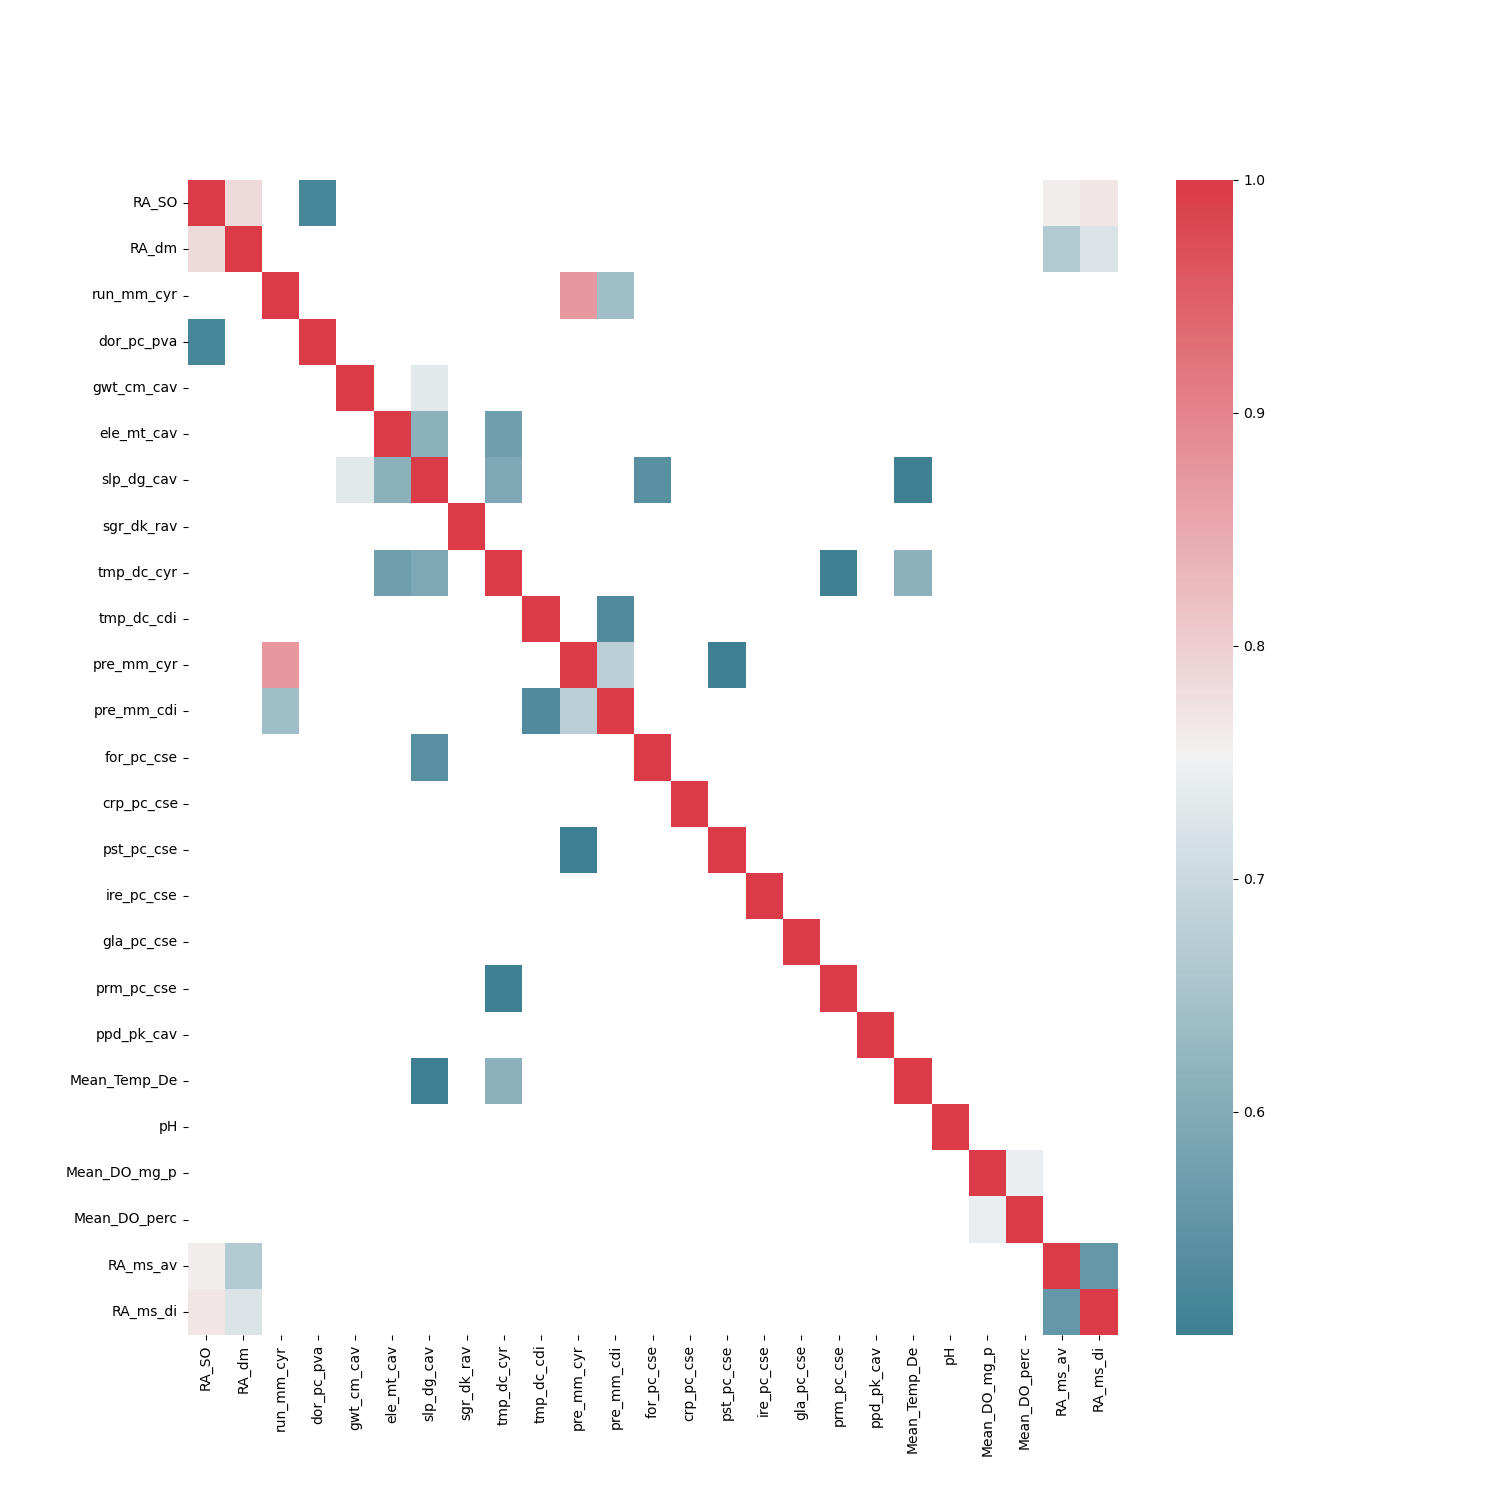 RA_SO
RA_dm
run_mm_cyr
dor_pc_pva
gwt_cm_cav
ele_mt_cav
slp_dg_cav
sgr_dk_rav
tmp_dc_cyr
tmp_dc_cdi
pre_mm_cyr
pre_mm_cdi
for_pc_cse
crp_pc_cse
pst_pc_cse
ire_pc_cse
gla_pc_cse
prm_pc_cse
ppd_pk_cav
Mean_Temp_De
pH
Mean_DO_mg_p
Mean_DO_perc
RA_ms_av
RA_ms_di
RA_SO
RA_dm
run_mm_cyr
dor_pc_pva
gwt_cm_cav
ele_mt_cav
slp_dg_cav
sgr_dk_rav
tmp_dc_cyr
tmp_dc_cdi
pre_mm_cyr
pre_mm_cdi
for_pc_cse
crp_pc_cse
pst_pc_cse
ire_pc_cse
gla_pc_cse
prm_pc_cse
ppd_pk_cav
Mean_Temp_De
pH
Mean_DO_mg_p
Mean_DO_perc
RA_ms_av
RA_ms_di
1.0
0.9
0.8
0.7
0.6